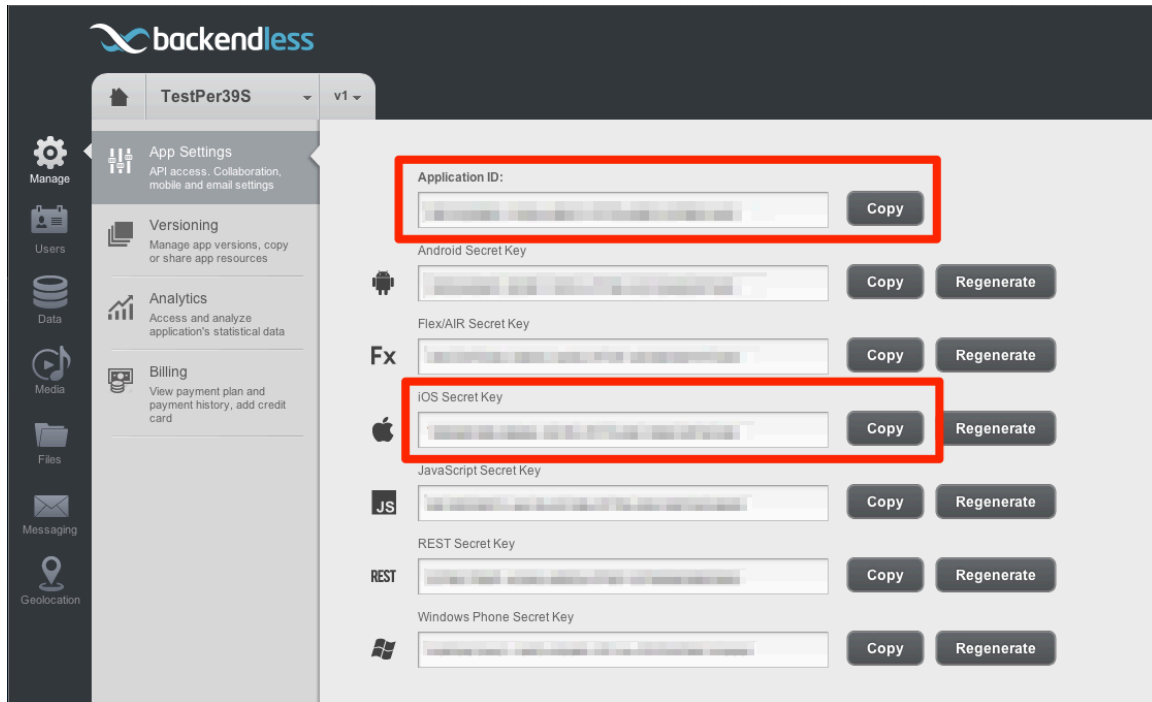 backendless
TestPer39S
v1
Manage
Users
Data
Media
Files
Messaging
Geolocation
App Settings
API access. Collaboration,
mobile and email settings
Versioning
Manage app versions, copy
or share app resources
Analytics
Access and analyze
application's statistical data
Billing
View payment plan and
payment history, add credit
card
Application ID:
Copy
Android Secret Key
Copy Regenerate
Flex/AIR Secret Key
Fx Copy Regenerate
iOS Secret Key
Copy Regenerate
JavaScript Secret Key
JS Copy Regenerate
REST Secret Key
REST Copy Regenerate
Windows Phone Secret Key
Copy Regenerate